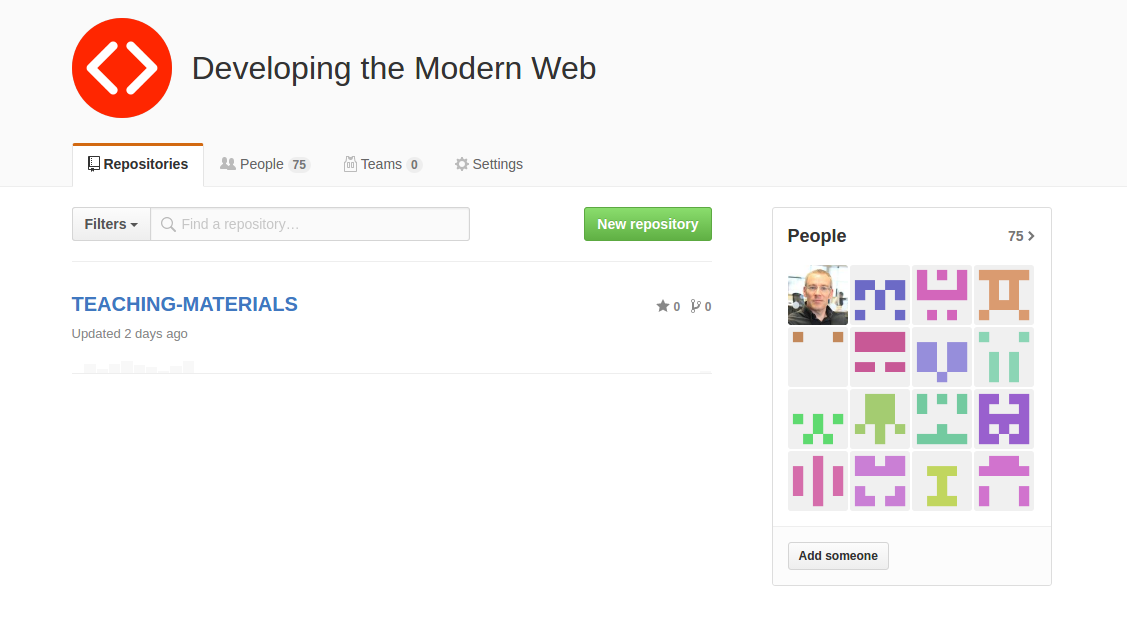 Developing the Modern Web
Repositories People 75 Teams 0 Settings
Filters Find a repository… New repository
TEACHING-MATERIALS 0 0
Updated 2 days ago
People 75
Add someone